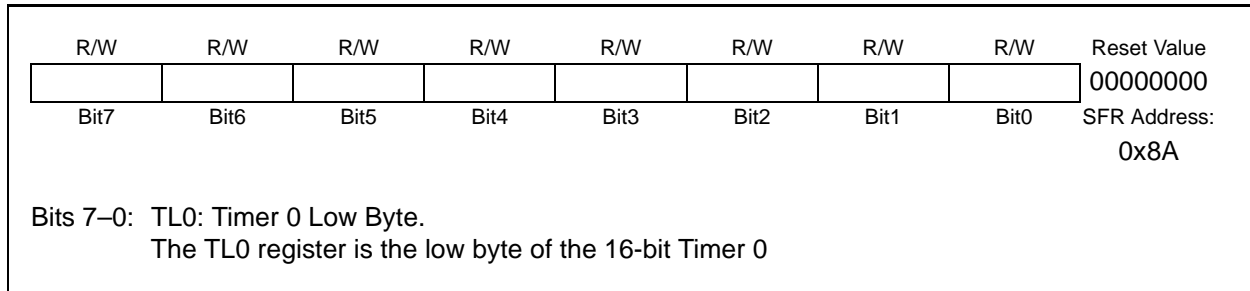 R/W R/W R/W R/W R/W R/W R/W R/W Reset Value
00000000
Bit7 Bit6 Bit5 Bit4 Bit3 Bit2 Bit1 Bit0 SFR Address:
0x8A
Bits 7–0: TL0: Timer 0 Low Byte.
The TL0 register is the low byte of the 16-bit Timer 0